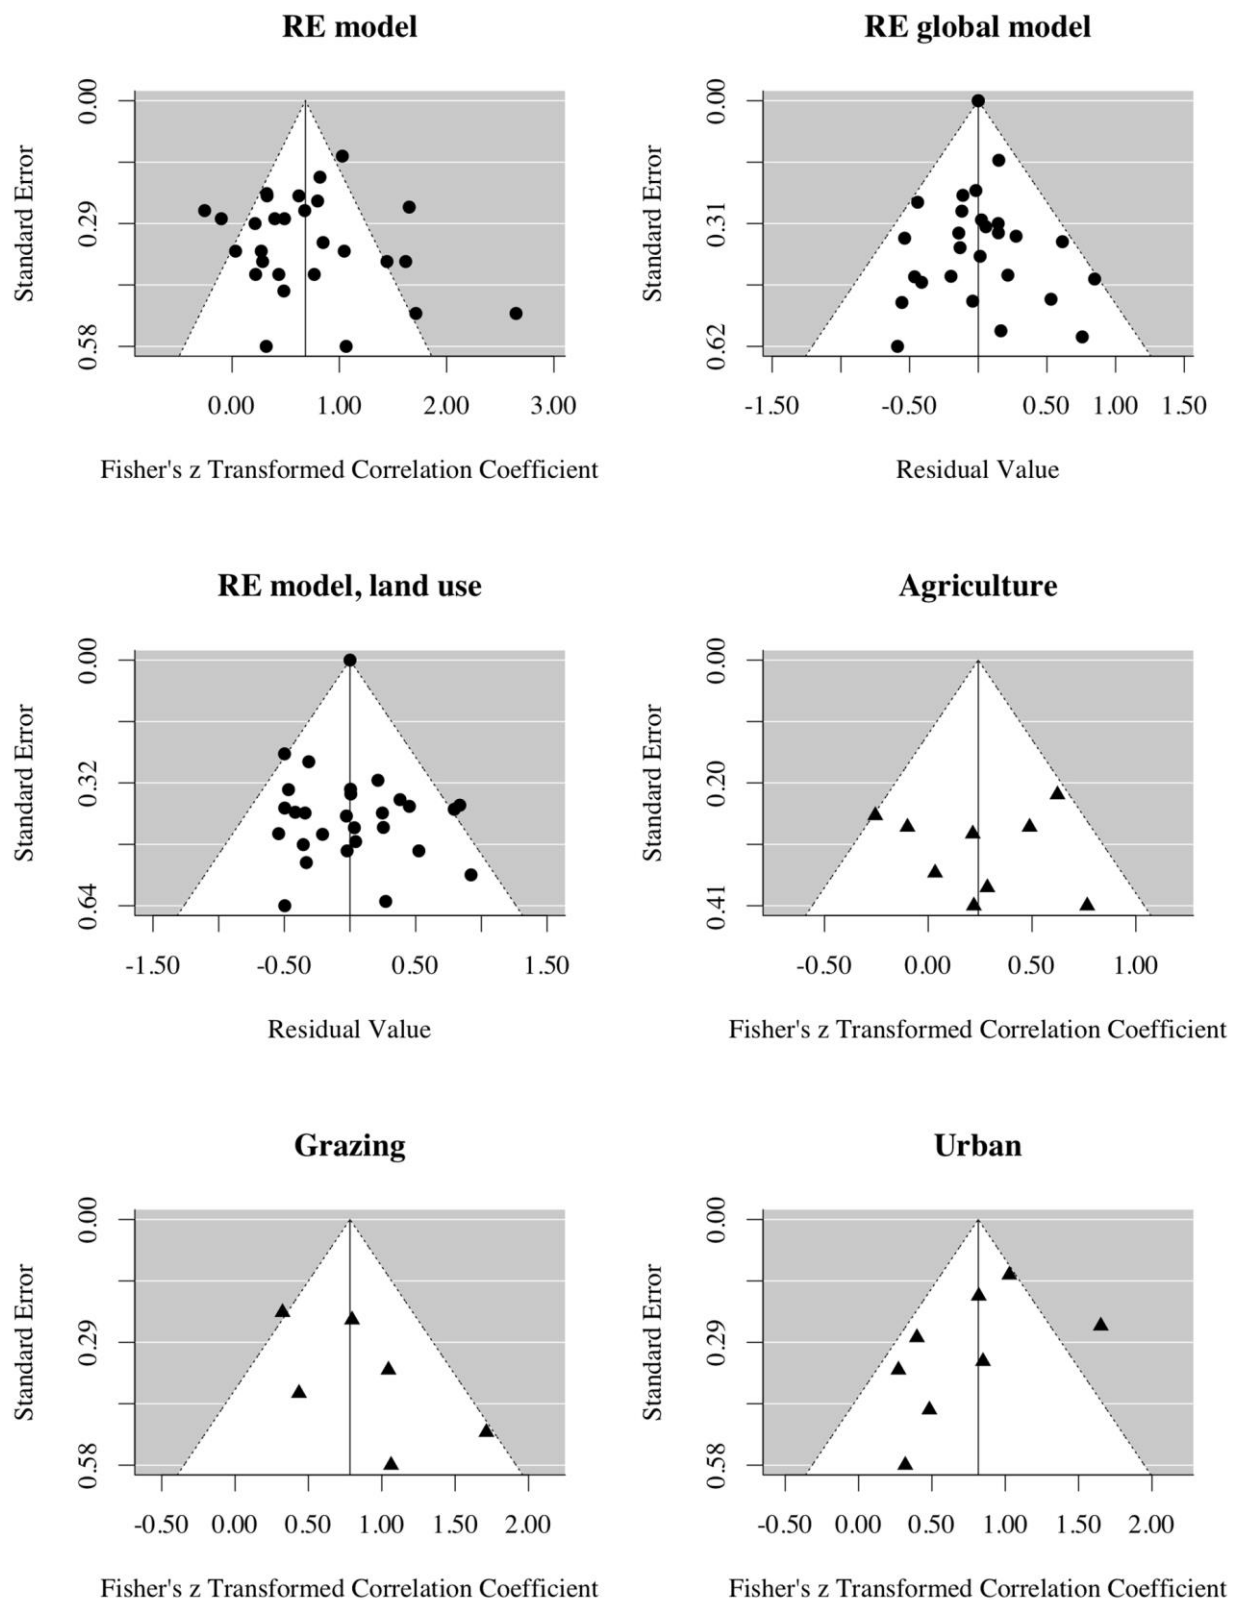 RE model
Standard Error
0.00
0.29
0.58
0.00 1.00 2.00 3.00
Fisher's z Transformed Correlation Coefficient
RE global model
Standard Error
0.00
0.31
0.62
-1.50 -0.50 0.50 1.00 1.50
Residual Value
RE model, land use
Standard Error
0.00
0.32
0.64
-1.50 -0.50 0.50 1.50
Residual Value
Agriculture
Standard Error
0.00
0.20
0.41
-0.50 0.00 0.50 1.00
Fisher's z Transformed Correlation Coefficient
Grazing
Standard Error
0.00
0.29
0.58
-0.50 0.00 0.50 1.00 1.50 2.00
Fisher's z Transformed Correlation Coefficient
Urban
Standard Error
0.00
0.29
0.58
-0.50 0.00 0.50 1.00 1.50 2.00
Fisher's z Transformed Correlation Coefficient